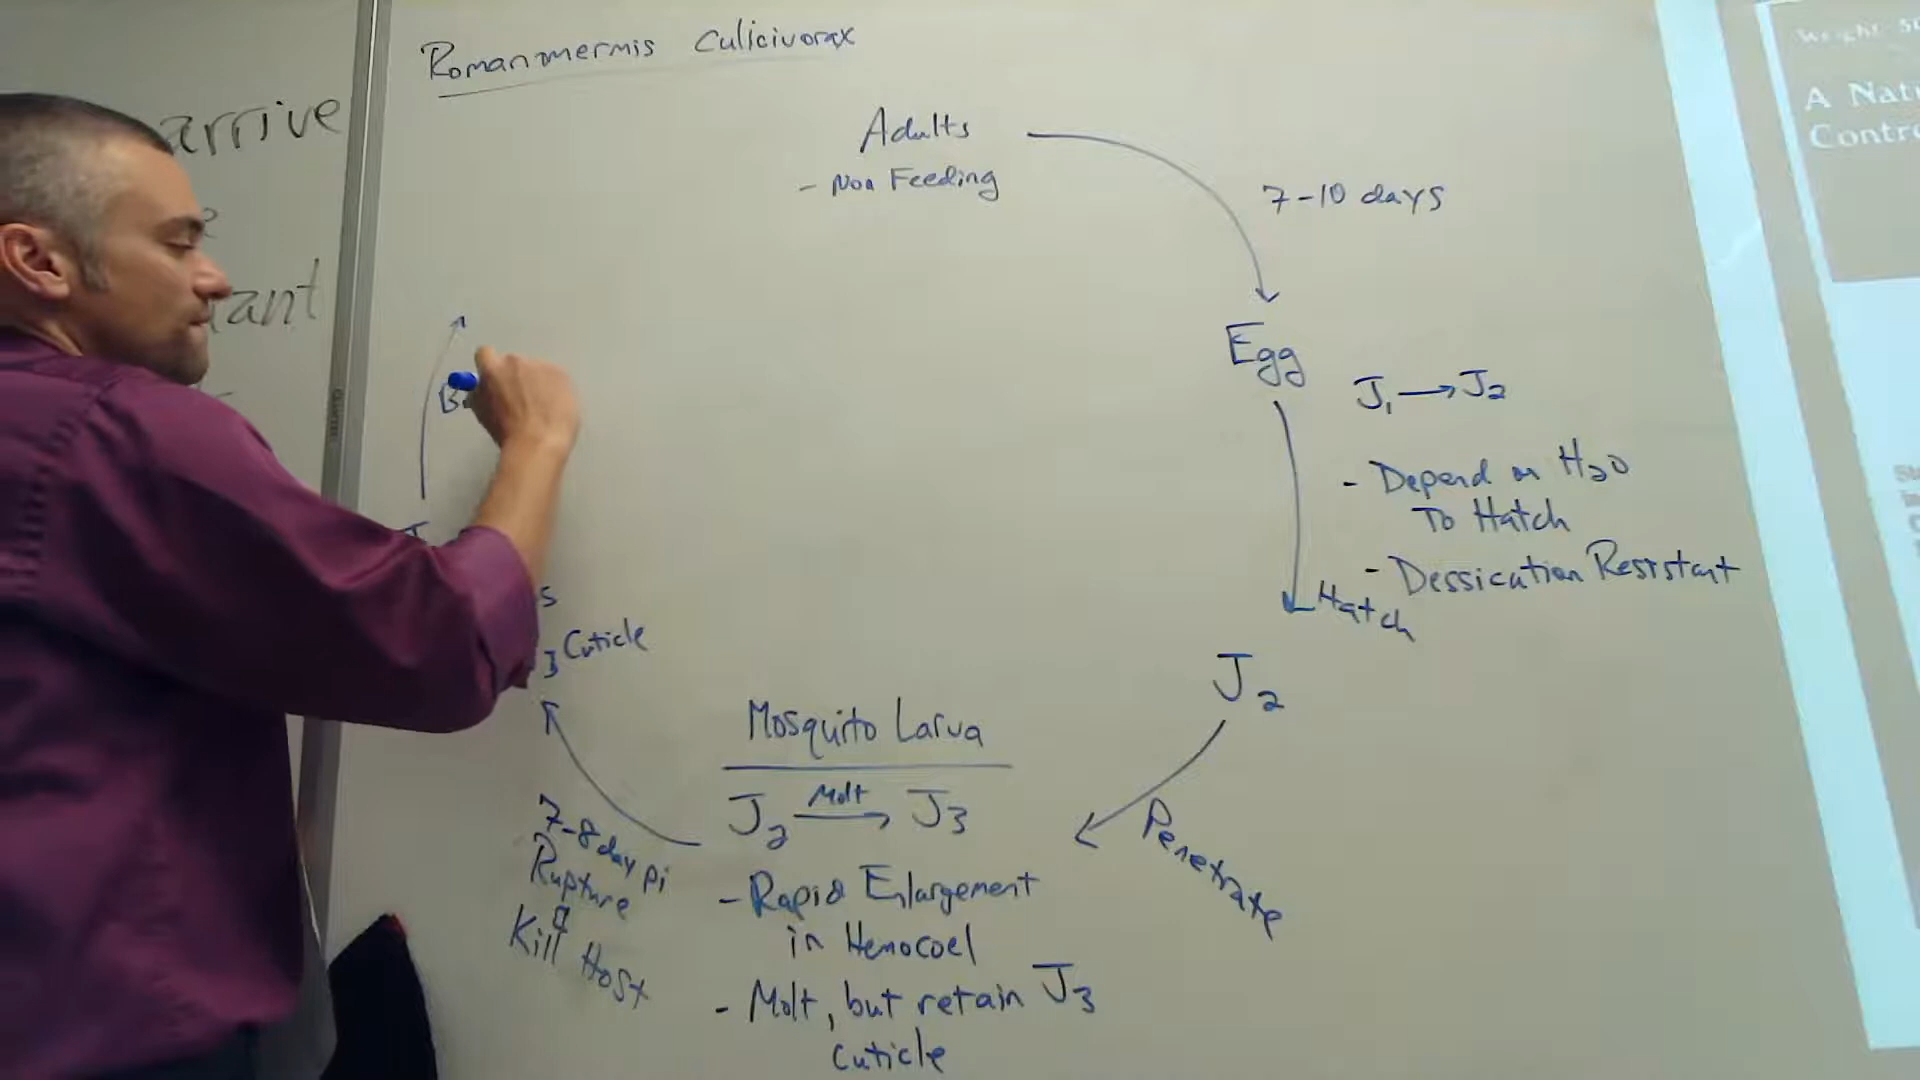 Romanomermis Culicivorax
arrive
Adults
- Non Feeding
7-10 days
A Nat
Contr
Egg
J1 → J2
- Depend on H2O
To Hatch
- Dessication Resistant
Hatch
J2
Penetrate
Mosquito Larva
J2 Molt → J3
- Rapid Enlargement
in Hemocoel
- Molt, but retain J3
Cuticle
7-8 day pi
Rupture
&
Kill Host
3 Cuticle